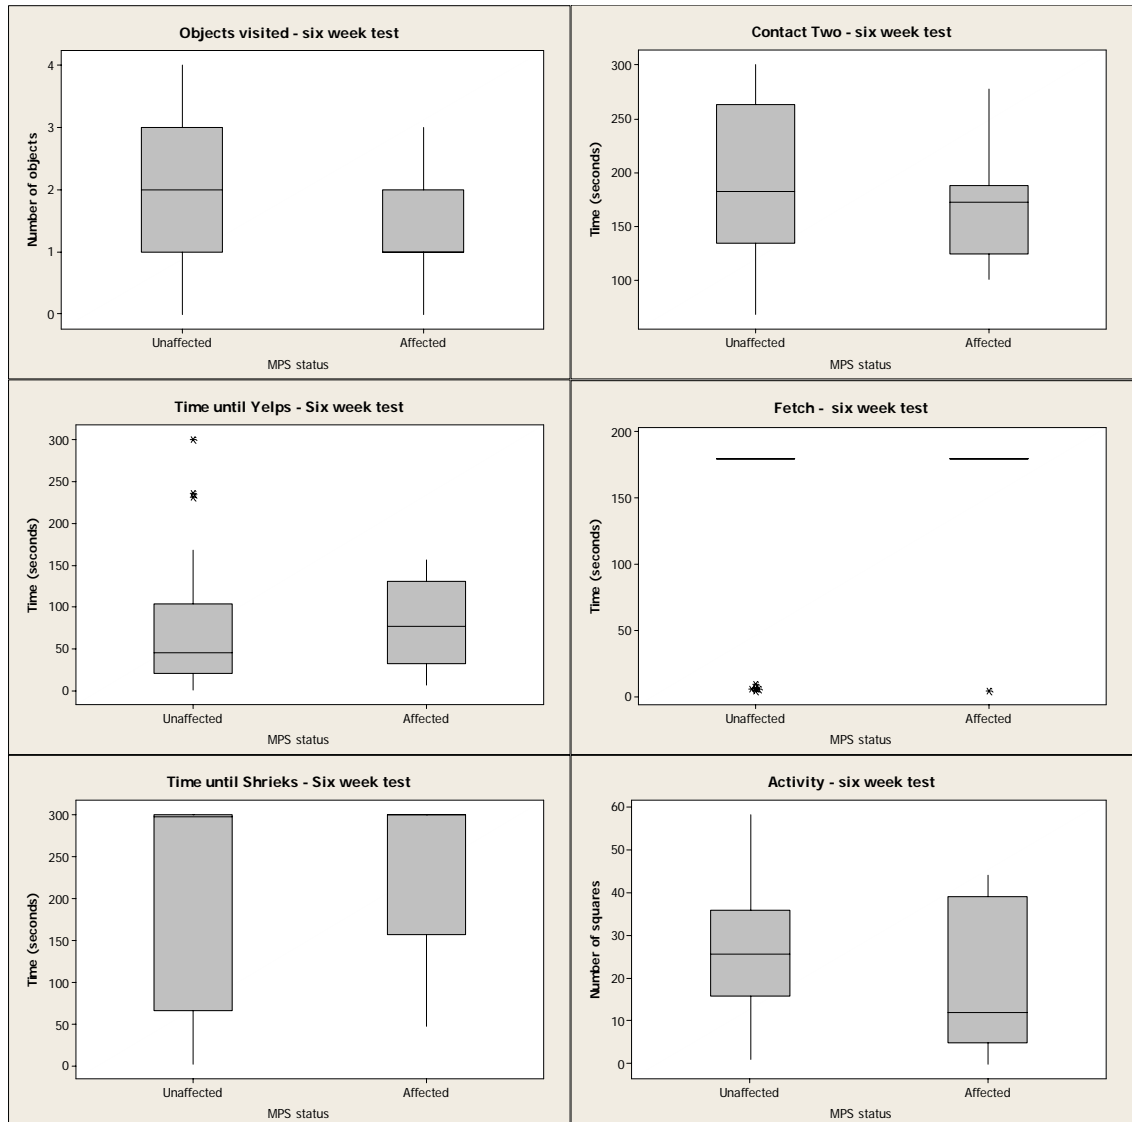 Objects visited - six week test
Number of objects
4
3
2
1
0
Unaffected Affected
MPS status
Contact Two - six week test
Time (seconds)
300
250
200
150
100
Unaffected Affected
MPS status
Time until Yelps - Six week test
Time (seconds)
300
250
200
150
100
50
0
Unaffected Affected
MPS status
Fetch - six week test
Time (seconds)
200
150
100
50
0
Unaffected Affected
MPS status
Time until Shrieks - Six week test
Time (seconds)
300
250
200
150
100
50
0
Unaffected Affected
MPS status
Activity - six week test
Number of squares
60
50
40
30
20
10
0
Unaffected Affected
MPS status